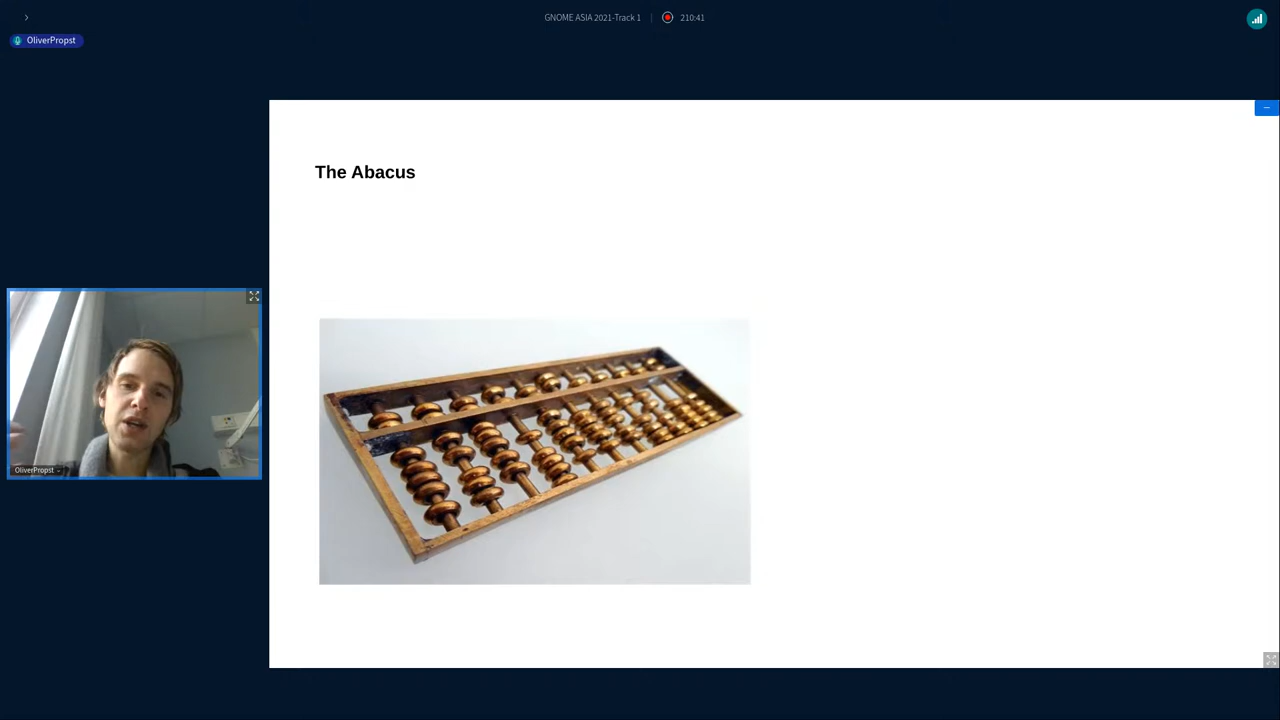 GNOME ASIA 2021-Track 1 | 210:41
OliverPropst
The Abacus
OliverPropst